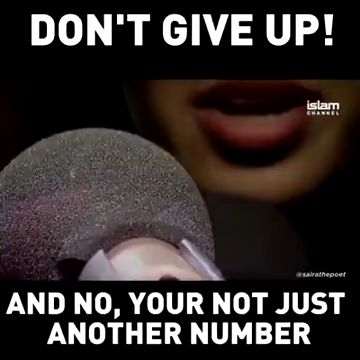 DON'T GIVE UP!
islam
CHANNEL
@sairathepoet
AND NO, YOUR NOT JUST
ANOTHER NUMBER